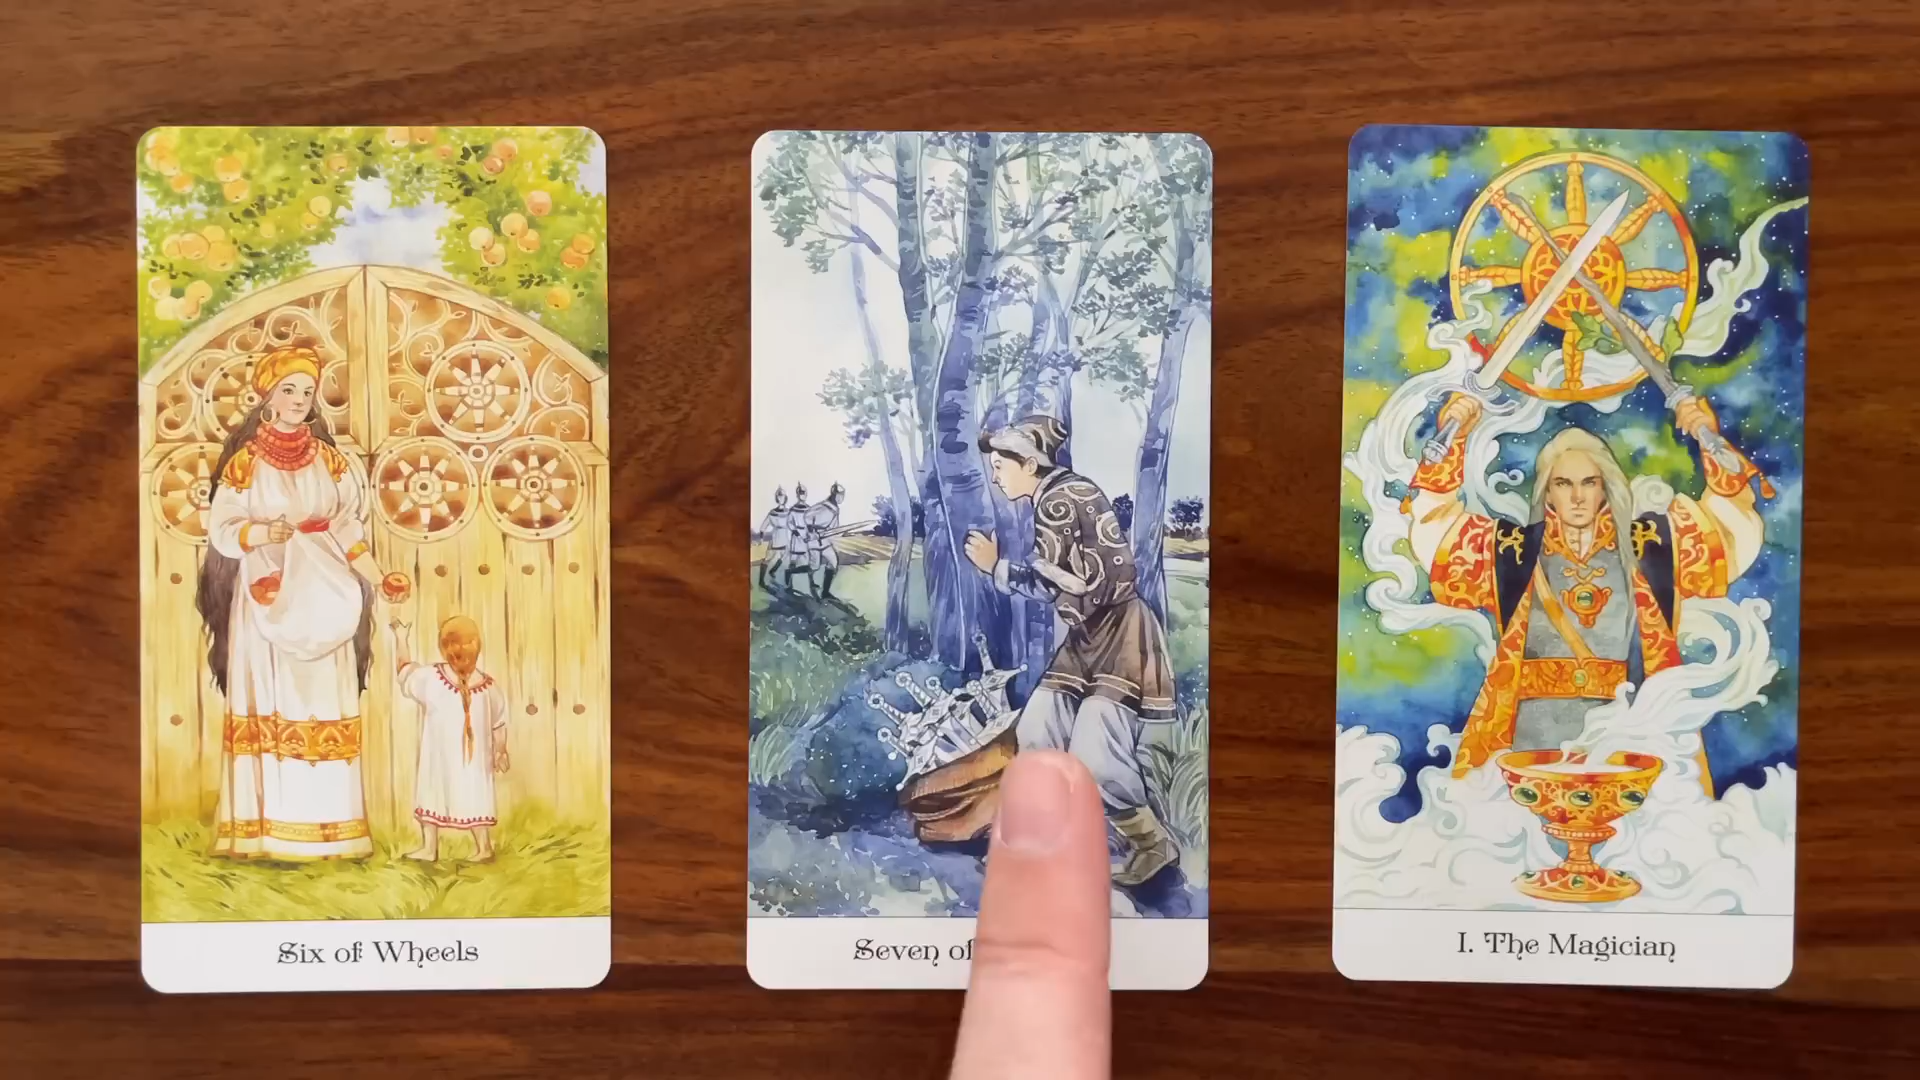 Six of Wheels
Seven of
I. The Magician